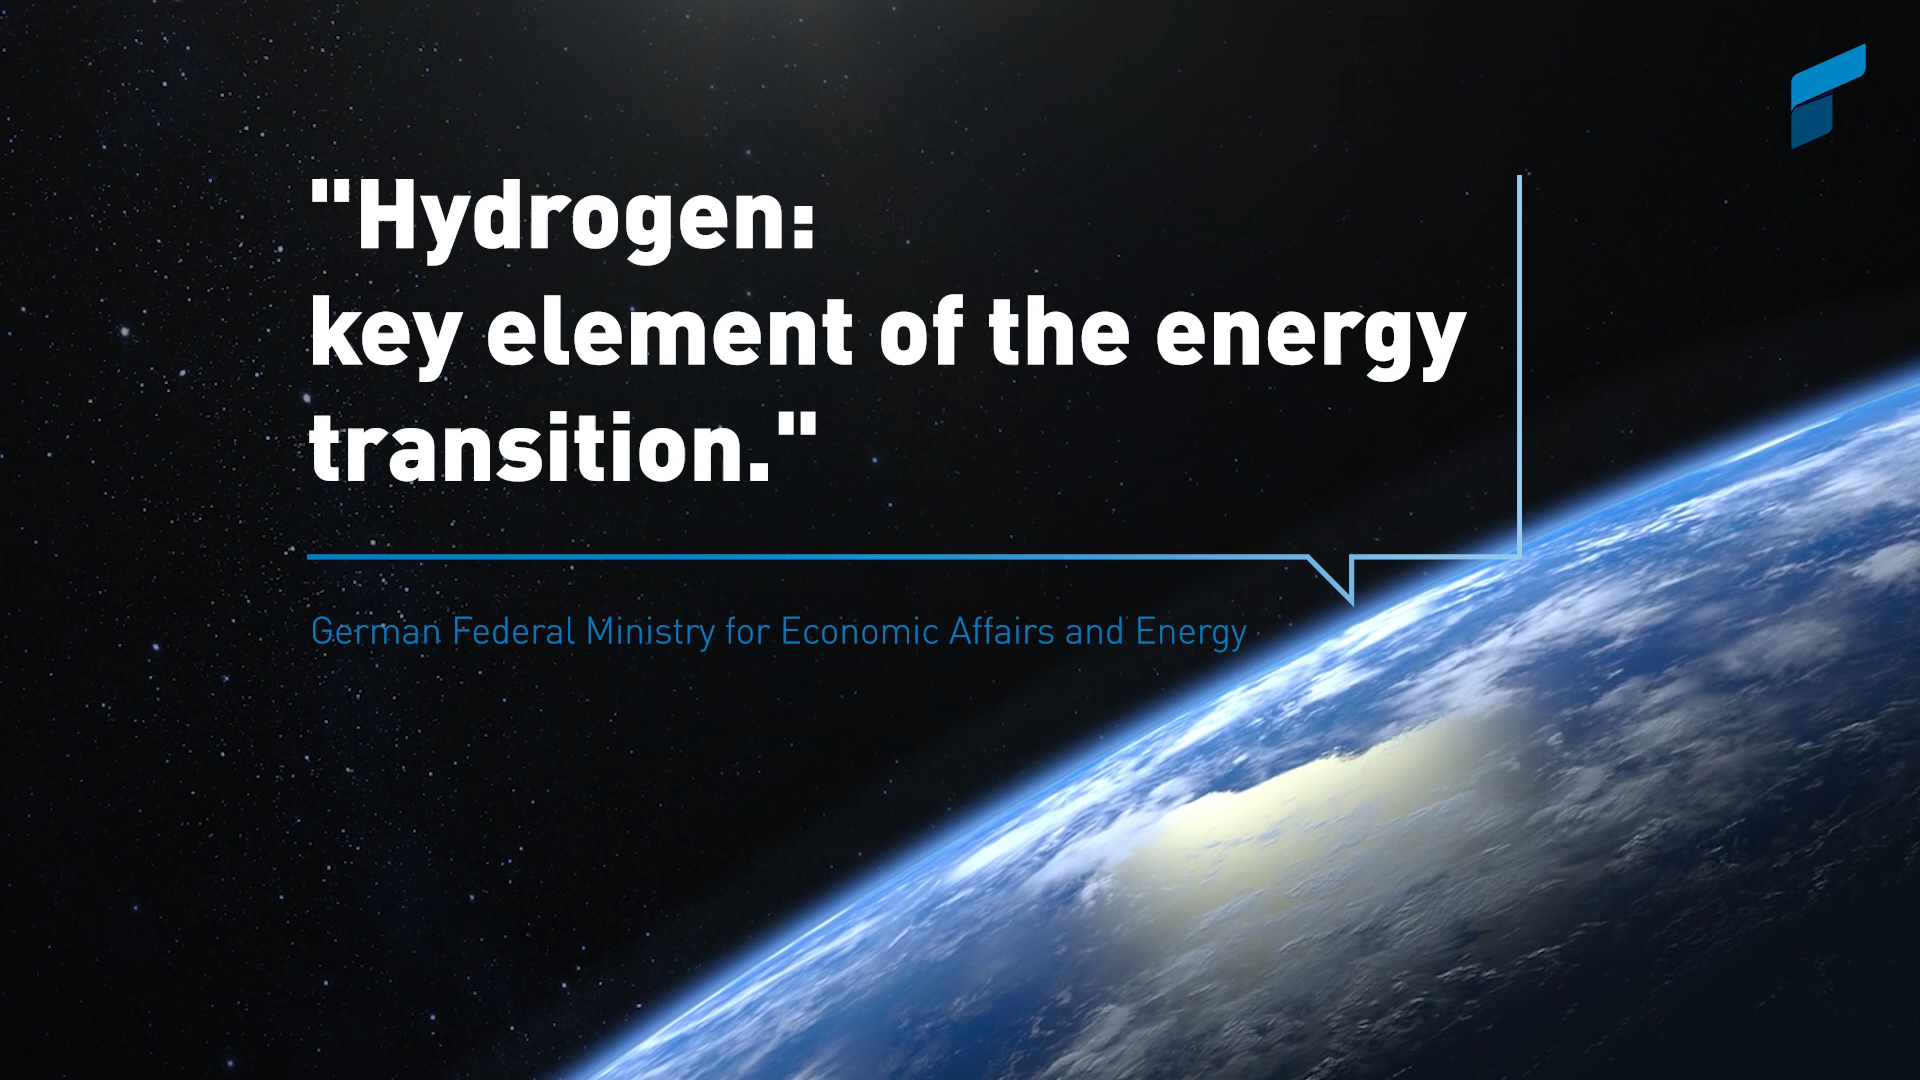 "Hydrogen:
key element of the energy
transition."
German Federal Ministry for Economic Affairs and Energy